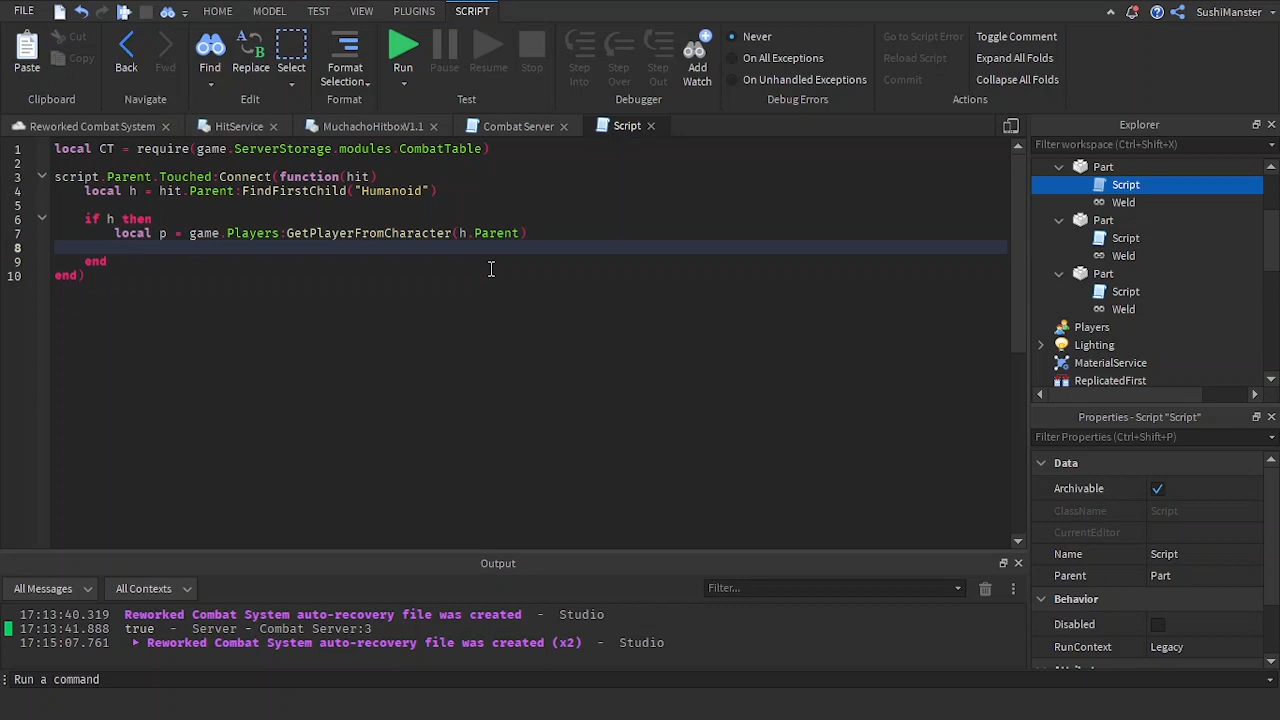 FILE HOME MODEL TEST VIEW PLUGINS SCRIPT SushiManster
Paste Cut Copy
Clipboard
Back Fwd
Navigate
Find Replace Select
Edit
Format Selection
Format
Run Pause Resume Stop
Test
Step Into Step Over Step Out Add Watch
Debugger
Never
On All Exceptions
On Unhandled Exceptions
Debug Errors
Go to Script Error
Reload Script
Commit
Toggle Comment
Expand All Folds
Collapse All Folds
Actions
Reworked Combat System HitService MuchachoHitboxV1.1 Combat Server Script
1 local CT = require(game.ServerStorage.modules.CombatTable)
2
3 script.Parent.Touched:Connect(function(hit)
4 local h = hit.Parent:FindFirstChild("Humanoid")
5
6 if h then
7 local p = game.Players:GetPlayerFromCharacter(h.Parent)
8
9 end
10 end)
Explorer
Filter workspace (Ctrl+Shift+X)
Part
Script
Weld
Part
Script
Weld
Part
Script
Weld
Players
Lighting
MaterialService
ReplicatedFirst
Properties - Script "Script"
Filter Properties (Ctrl+Shift+P)
Data
Archivable
ClassName Script
CurrentEditor
Name Script
Parent Part
Behavior
Disabled
RunContext Legacy
Output
All Messages All Contexts Filter...
17:13:40.319 Reworked Combat System auto-recovery file was created - Studio
17:13:41.888 true - Server - Combat Server:3
17:15:07.761 Reworked Combat System auto-recovery file was created (x2) - Studio
Run a command